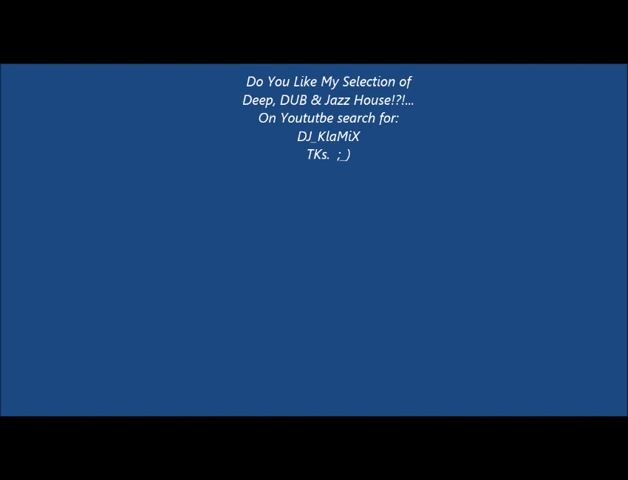 Do You Like My Selection of
Deep, DUB & Jazz House!?!...
On Yoututbe search for:
DJ_KlaMiX
TKs.  ;_)